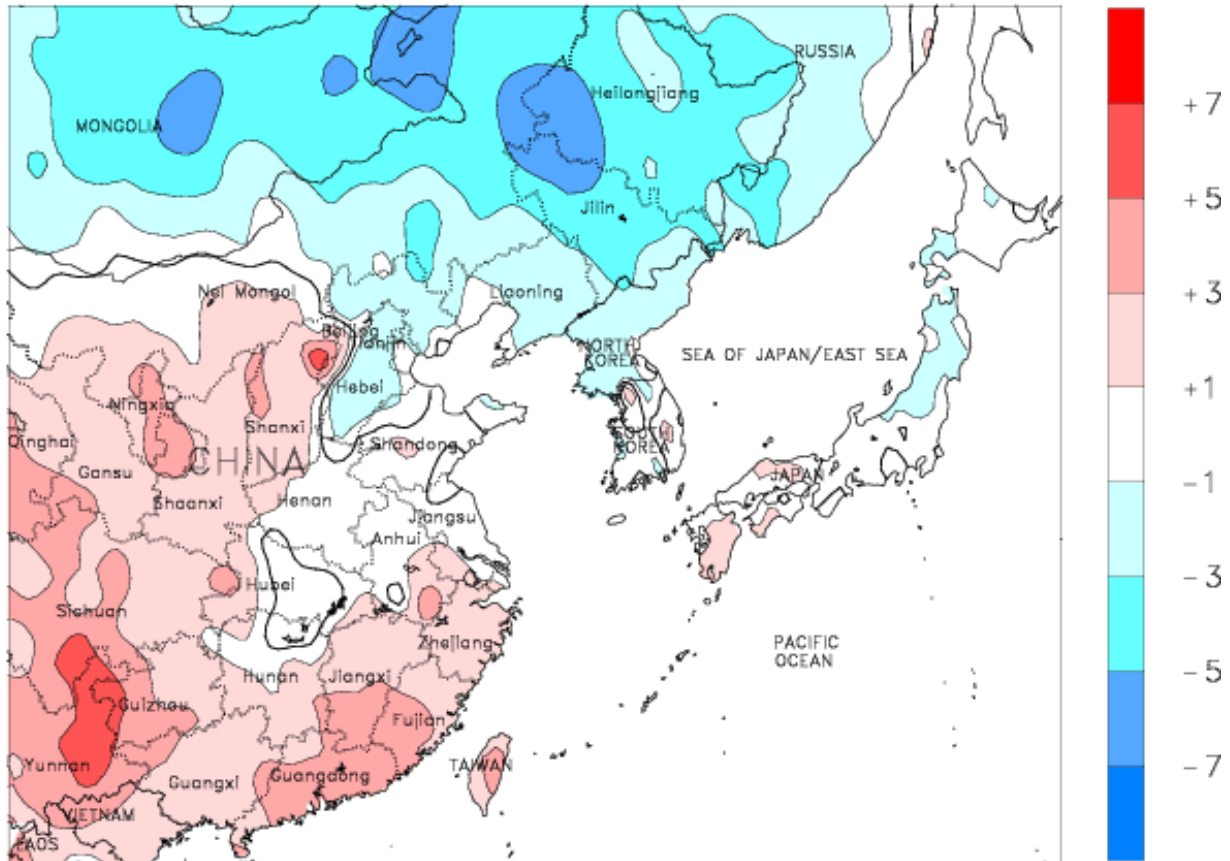 RUSSIA
Heilongjiang
MONGOLIA
Jilin
Nei Mongol
Liaoning
Beijing
Tianjin
NORTH
KOREA
SEA OF JAPAN/EAST SEA
Hebei
Ningxia
Shanxi
Qinghai
Shandong
SOUTH
KOREA
CHINA
Gansu
JAPAN
Shaanxi
Henan
Jiangsu
Anhui
Hubei
Sichuan
Zhejiang
PACIFIC
OCEAN
Hunan
Jiangxi
Guizhou
Fujian
Yunnan
Guangxi
Guangdong
TAIWAN
VIETNAM
LAOS
+7
+5
+3
+1
-1
-3
-5
-7